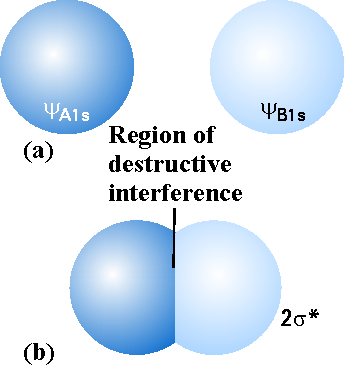 ΨA1s
ΨB1s
(a)
Region of
destructive
interference
2σ*
(b)